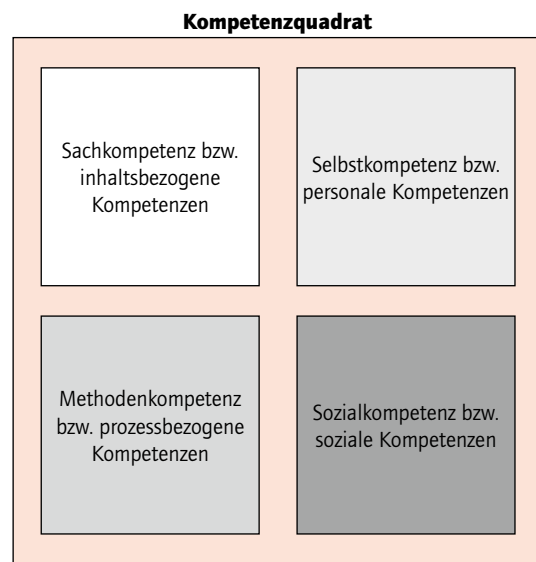 Kompetenzquadrat
Sachkompetenz bzw.
inhaltsbezogene
Kompetenzen
Selbstkompetenz bzw.
personale Kompetenzen
Methodenkompetenz
bzw. prozessbezogene
Kompetenzen
Sozialkompetenz bzw.
soziale Kompetenzen